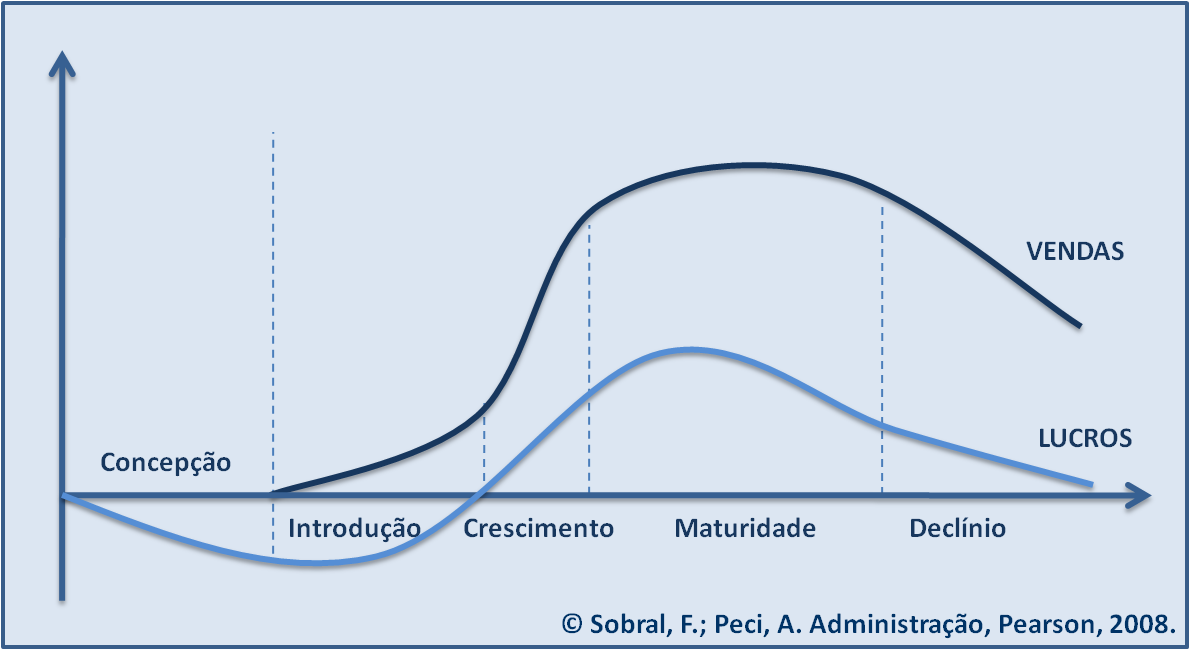 VENDAS
LUCROS
Concepção
Introdução Crescimento Maturidade Declínio
© Sobral, F.; Peci, A. Administração, Pearson, 2008.